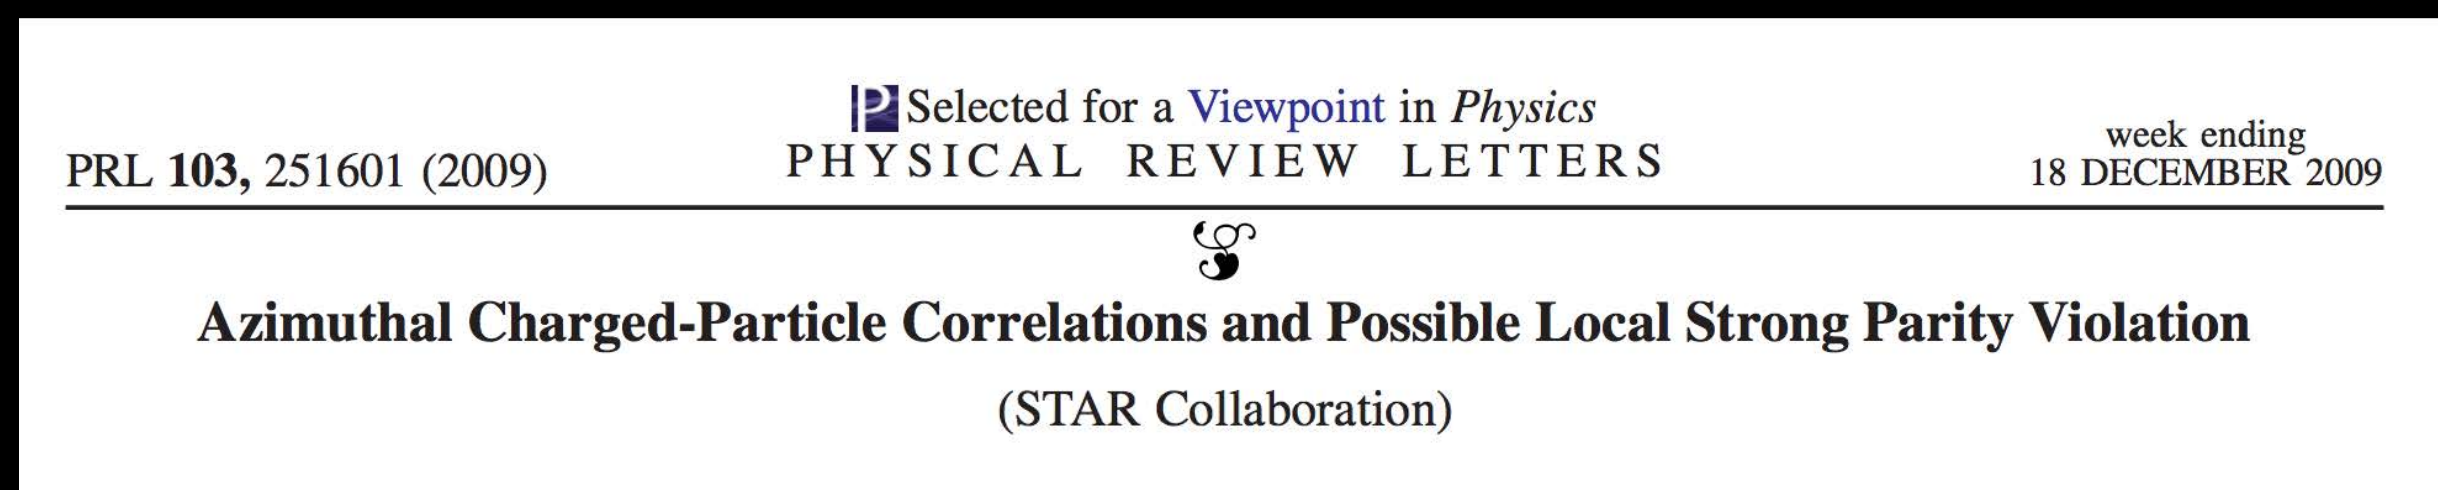 Selected for a Viewpoint in Physics
PRL 103, 251601 (2009)
PHYSICAL REVIEW LETTERS
week ending
18 DECEMBER 2009
Azimuthal Charged-Particle Correlations and Possible Local Strong Parity Violation
(STAR Collaboration)